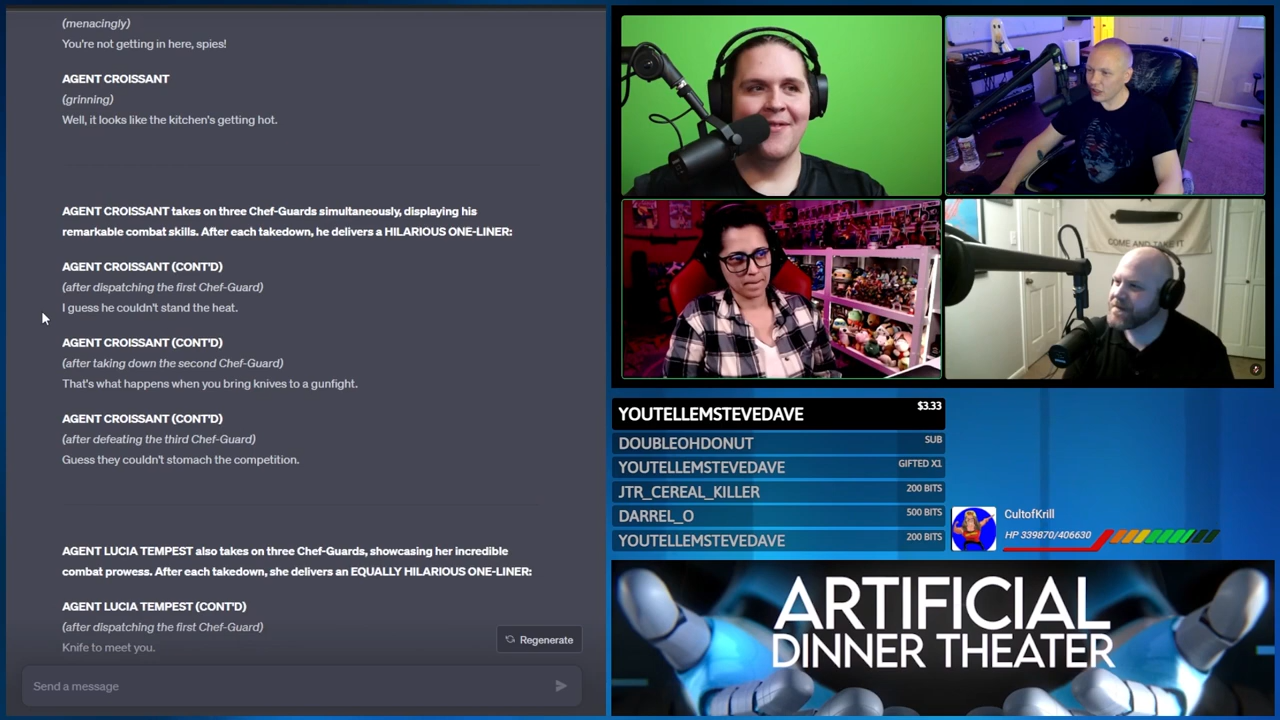 (menacingly)
You're not getting in here, spies!
AGENT CROISSANT
(grinning)
Well, it looks like the kitchen's getting hot.
AGENT CROISSANT takes on three Chef-Guards simultaneously, displaying his
remarkable combat skills. After each takedown, he delivers a HILARIOUS ONE-LINER:
AGENT CROISSANT (CONT'D)
(after dispatching the first Chef-Guard)
I guess he couldn't stand the heat.
AGENT CROISSANT (CONT'D)
(after taking down the second Chef-Guard)
That's what happens when you bring knives to a gunfight.
AGENT CROISSANT (CONT'D)
(after defeating the third Chef-Guard)
Guess they couldn't stomach the competition.
AGENT LUCIA TEMPEST also takes on three Chef-Guards, showcasing her incredible
combat prowess. After each takedown, she delivers an EQUALLY HILARIOUS ONE-LINER:
AGENT LUCIA TEMPEST (CONT'D)
(after dispatching the first Chef-Guard)
Knife to meet you.
Regenerate
Send a message
COME AND TAKE IT
YOUTELLEMSTEVEDAVE $3.33
DOUBLEOHDONUT SUB
YOUTELLEMSTEVEDAVE GIFTED X1
JTR_CEREAL_KILLER 200 BITS
DARREL_O 500 BITS
YOUTELLEMSTEVEDAVE 200 BITS
CultofKrill
HP 339870/406630
ARTIFICIAL
DINNER THEATER